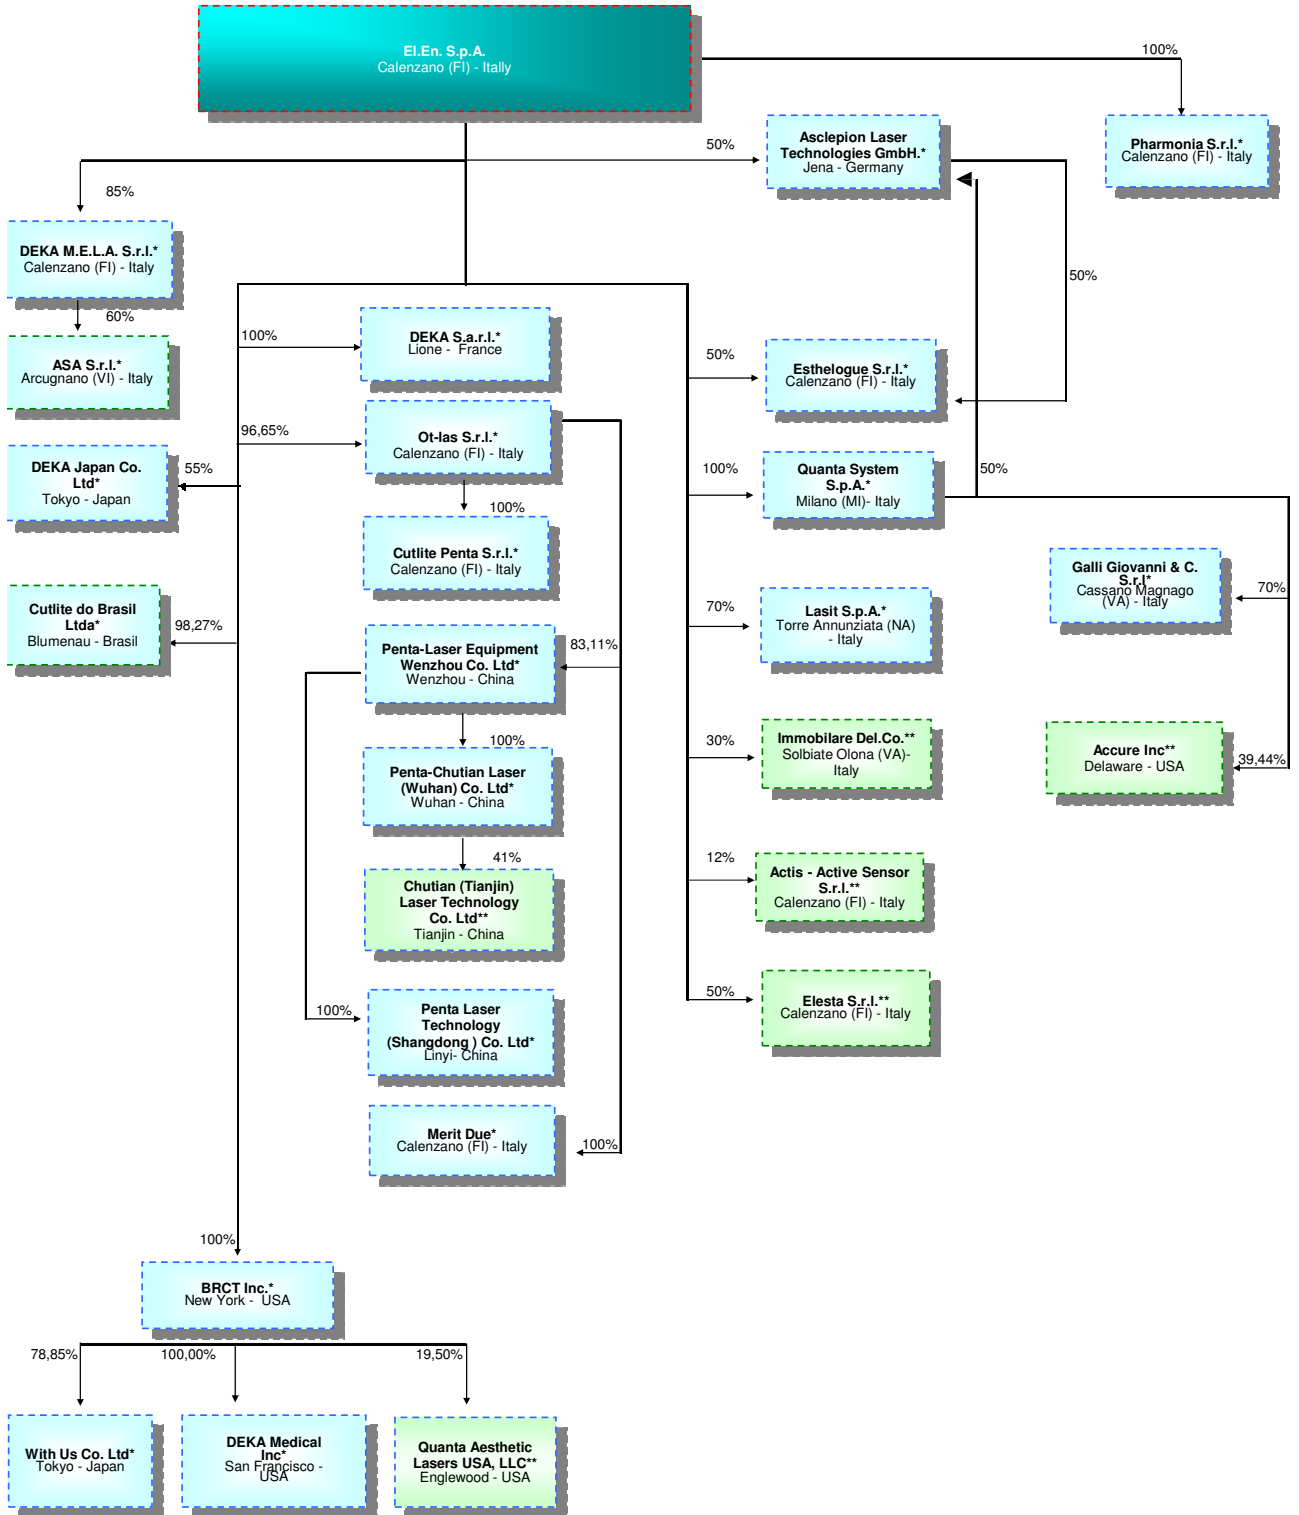 El.En. S.p.A.
Calenzano (FI) - Itally
100%
50%
Asclepion Laser
Technologies GmbH.*
Jena - Germany
Pharmonia S.r.l.*
Calenzano (FI) - Italy
85%
DEKA M.E.L.A. S.r.l.*
Calenzano (FI) - Italy
50%
60%
100%
DEKA S.a.r.l.*
Lione -  France
ASA S.r.l.*
Arcugnano (VI) - Italy
50%
Esthelogue S.r.l.*
Calenzano (FI) - Italy
96,65%
Ot-las S.r.l.*
Calenzano (FI) - Italy
DEKA Japan Co.
Ltd*
Tokyo - Japan
55%
100%
Quanta System
S.p.A.*
Milano (MI)- Italy
50%
100%
Cutlite Penta S.r.l.*
Calenzano (FI) - Italy
Galli Giovanni & C.
S.r.l*
Cassano Magnago
(VA) - Italy
70%
Cutlite do Brasil
Ltda*
Blumenau - Brasil
98,27%
70%
Lasit S.p.A.*
Torre Annunziata (NA)
- Italy
Penta-Laser Equipment
Wenzhou Co. Ltd*
Wenzhou - China
83,11%
100%
30%
Immobilare Del.Co.**
Solbiate Olona (VA)-
Italy
Accure Inc**
Delaware - USA
39,44%
Penta-Chutian Laser
(Wuhan) Co. Ltd*
Wuhan - China
41%
12%
Actis - Active Sensor
S.r.l.**
Calenzano (FI) - Italy
Chutian (Tianjin)
Laser Technology
Co. Ltd**
Tianjin - China
50%
Elesta S.r.l.**
Calenzano (FI) - Italy
100%
Penta Laser
Technology
(Shangdong ) Co. Ltd*
Linyi- China
Merit Due*
Calenzano (FI) - Italy
100%
100%
BRCT Inc.*
New York -  USA
78,85%
100,00%
19,50%
With Us Co. Ltd*
Tokyo - Japan
DEKA Medical
Inc*
San Francisco -
USA
Quanta Aesthetic
Lasers USA, LLC**
Englewood - USA